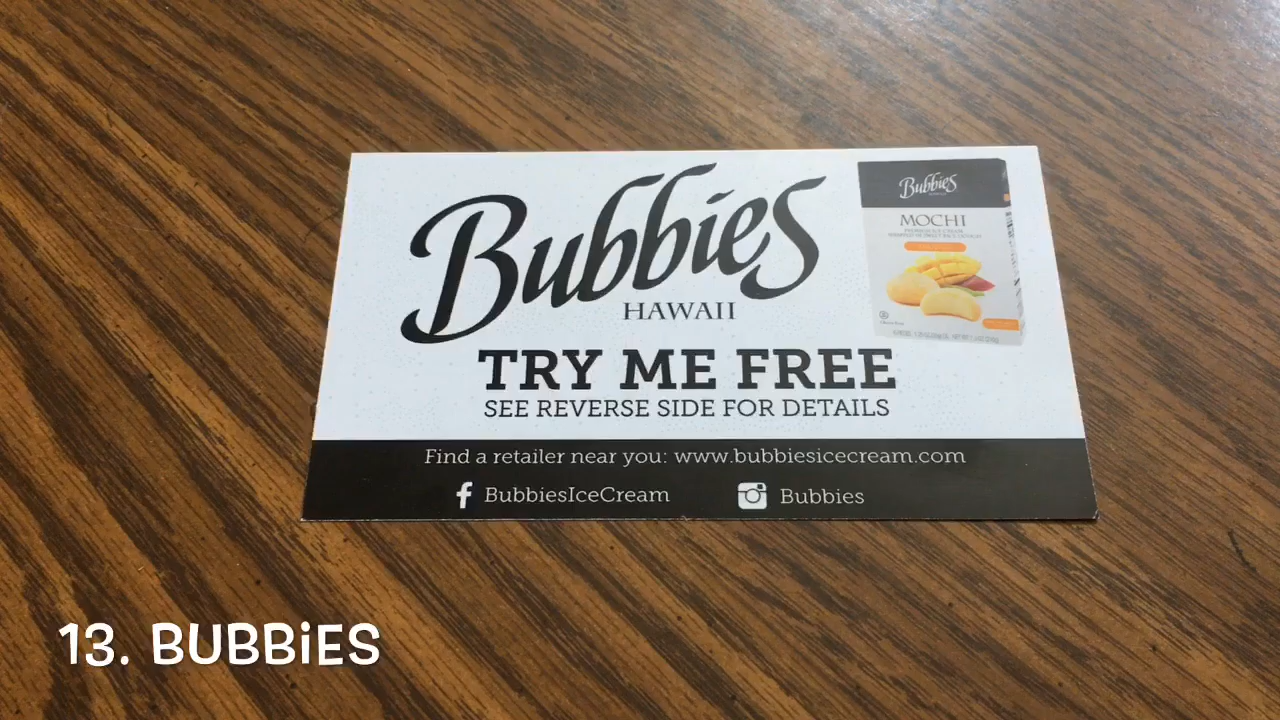 Bubbies
HAWAII
TRY ME FREE
SEE REVERSE SIDE FOR DETAILS
Find a retailer near you: www.bubbiesicecream.com
BubbiesIceCream
Bubbies
Bubbies
MOCHI
13. BUBBiES